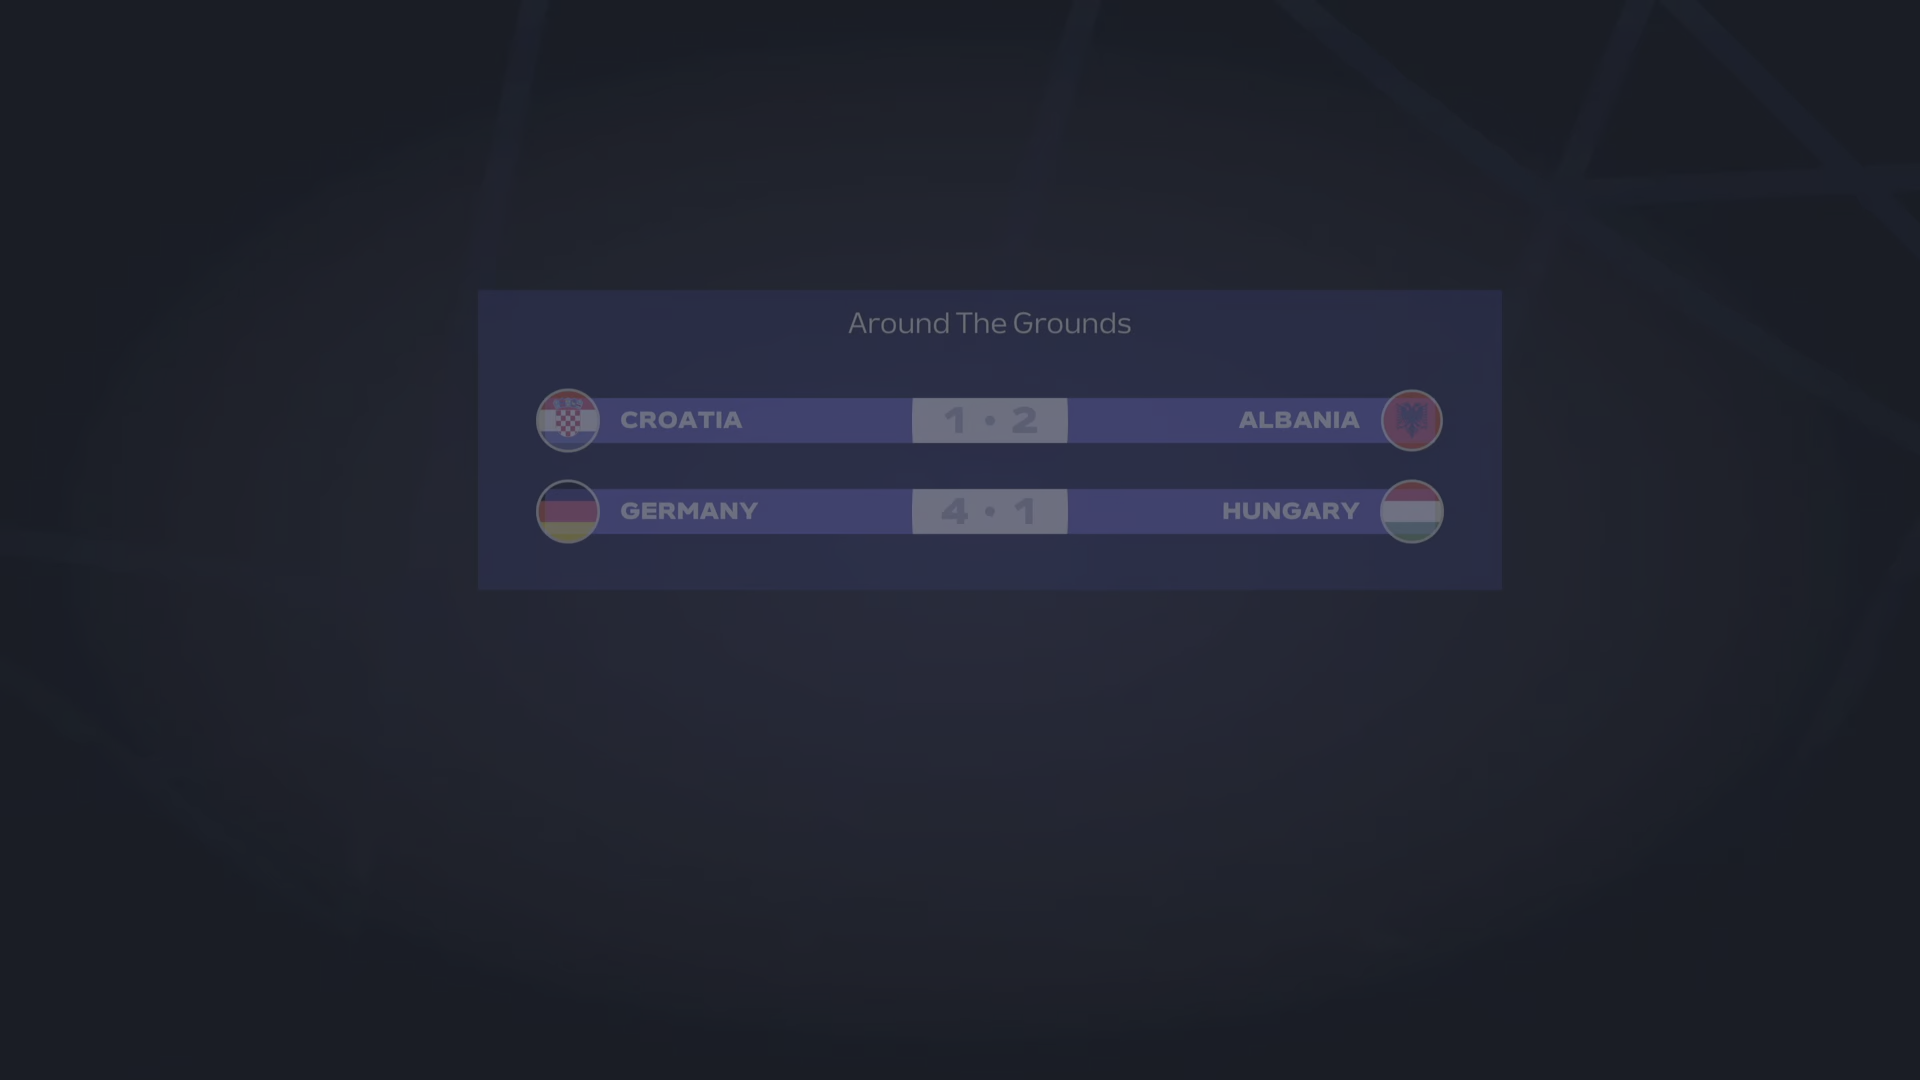 Around The Grounds
CROATIA 1 • 2 ALBANIA
GERMANY 4 • 1 HUNGARY